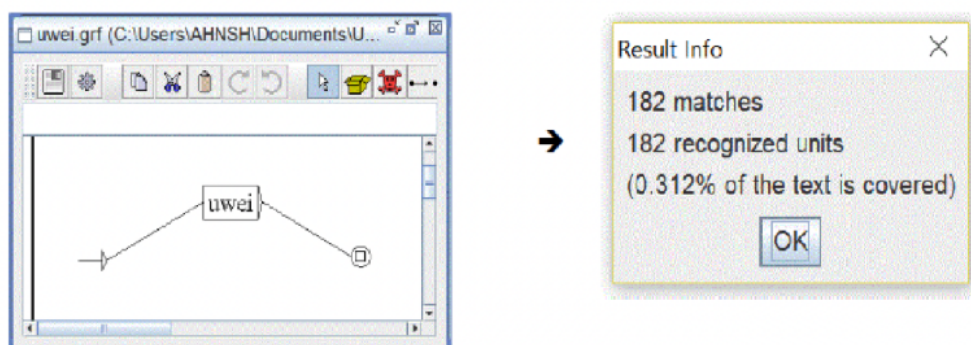 uwei.grf (C:\Users\AHNSH\Documents\U...
uwei
➔
Result Info
182 matches
182 recognized units
(0.312% of the text is covered)
OK